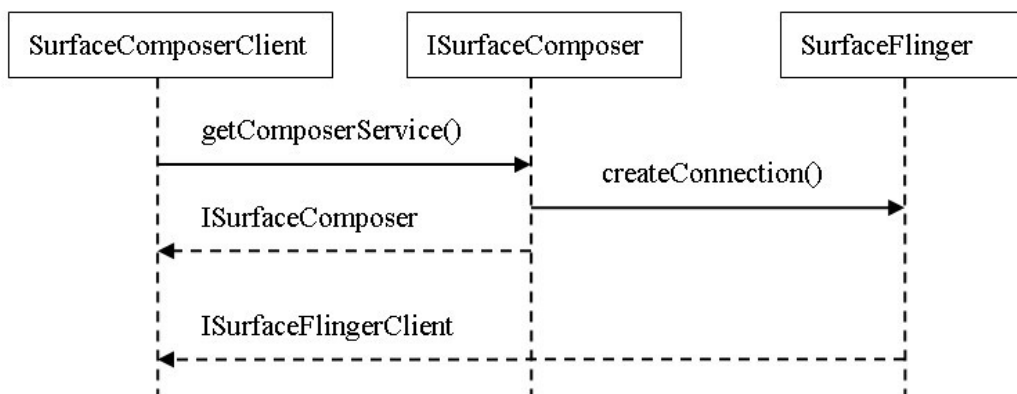 SurfaceComposerClient
ISurfaceComposer
SurfaceFlinger
getComposerService()
createConnection()
ISurfaceComposer
ISurfaceFlingerClient